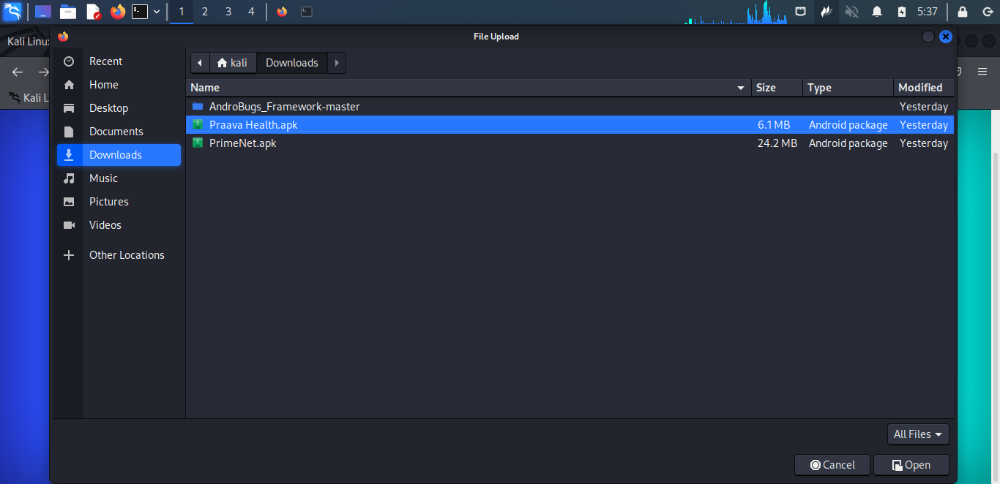 1 2 3 4 5:37
File Upload
Kali Linux
Recent
Home
Desktop
Documents
Downloads
Music
Pictures
Videos
Other Locations
kali Downloads
Name Size Type Modified
AndroBugs_Framework-master Yesterday
Praava Health.apk 6.1 MB Android package Yesterday
PrimeNet.apk 24.2 MB Android package Yesterday
Kali L
All Files
Cancel Open